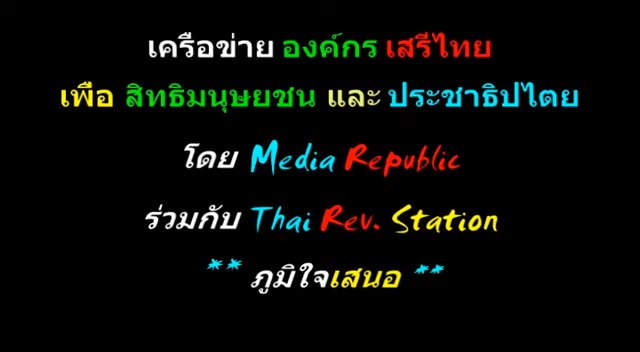 เครือข่าย องค์กร เสรีไทย
เพื่อ สิทธิมนุษยชน และ ประชาธิปไตย
โดย Media Republic
ร่วมกับ Thai Rev. Station
** ภูมิใจเสนอ **